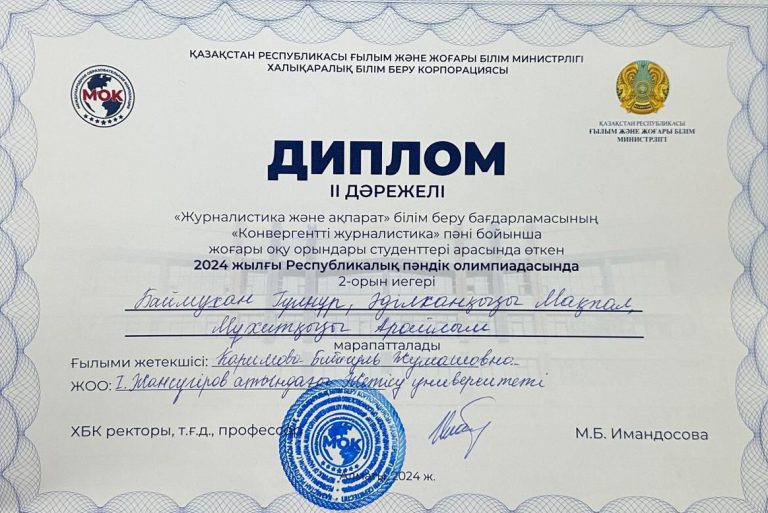 ҚАЗАҚСТАН РЕСПУБЛИКАСЫ ҒЫЛЫМ ЖӘНЕ ЖОҒАРЫ БІЛІМ МИНИСТРЛІГІ
ХАЛЫҚАРАЛЫҚ БІЛІМ БЕРУ КОРПОРАЦИЯСЫ
МОК
ҚАЗАҚСТАН РЕСПУБЛИКАСЫ
ҒЫЛЫМ ЖӘНЕ ЖОҒАРЫ БІЛІМ
МИНИСТРЛІГІ
ДИПЛОМ
II ДӘРЕЖЕЛІ
«Журналистика және ақпарат» білім беру бағдарламасының
«Конвергентті журналистика» пәні бойынша
жоғары оқу орындары студенттері арасында өткен
2024 жылғы Республикалық пәндік олимпиадасында
2-орын иегері
Баймұхан Гүлнұр, Әділханқызы Мақпал,
Мұхитқызы Арайлым
марапатталады
Ғылыми жетекшісі: Каримова Жумашовна
ЖОО: І. Жансүгіров атындағы Жетісу университеті
ХБК ректоры, т.ғ.д., профессор
М.Б. Имандосова
МОК
2024 ж.